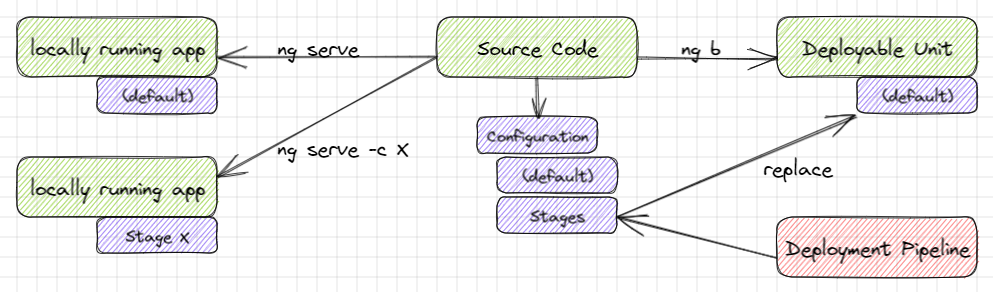 locally running app
ng serve
Source Code
ng b
Deployable Unit
(default)
(default)
Configuration
ng serve -c X
(default)
replace
locally running app
Stages
Stage X
Deployment Pipeline